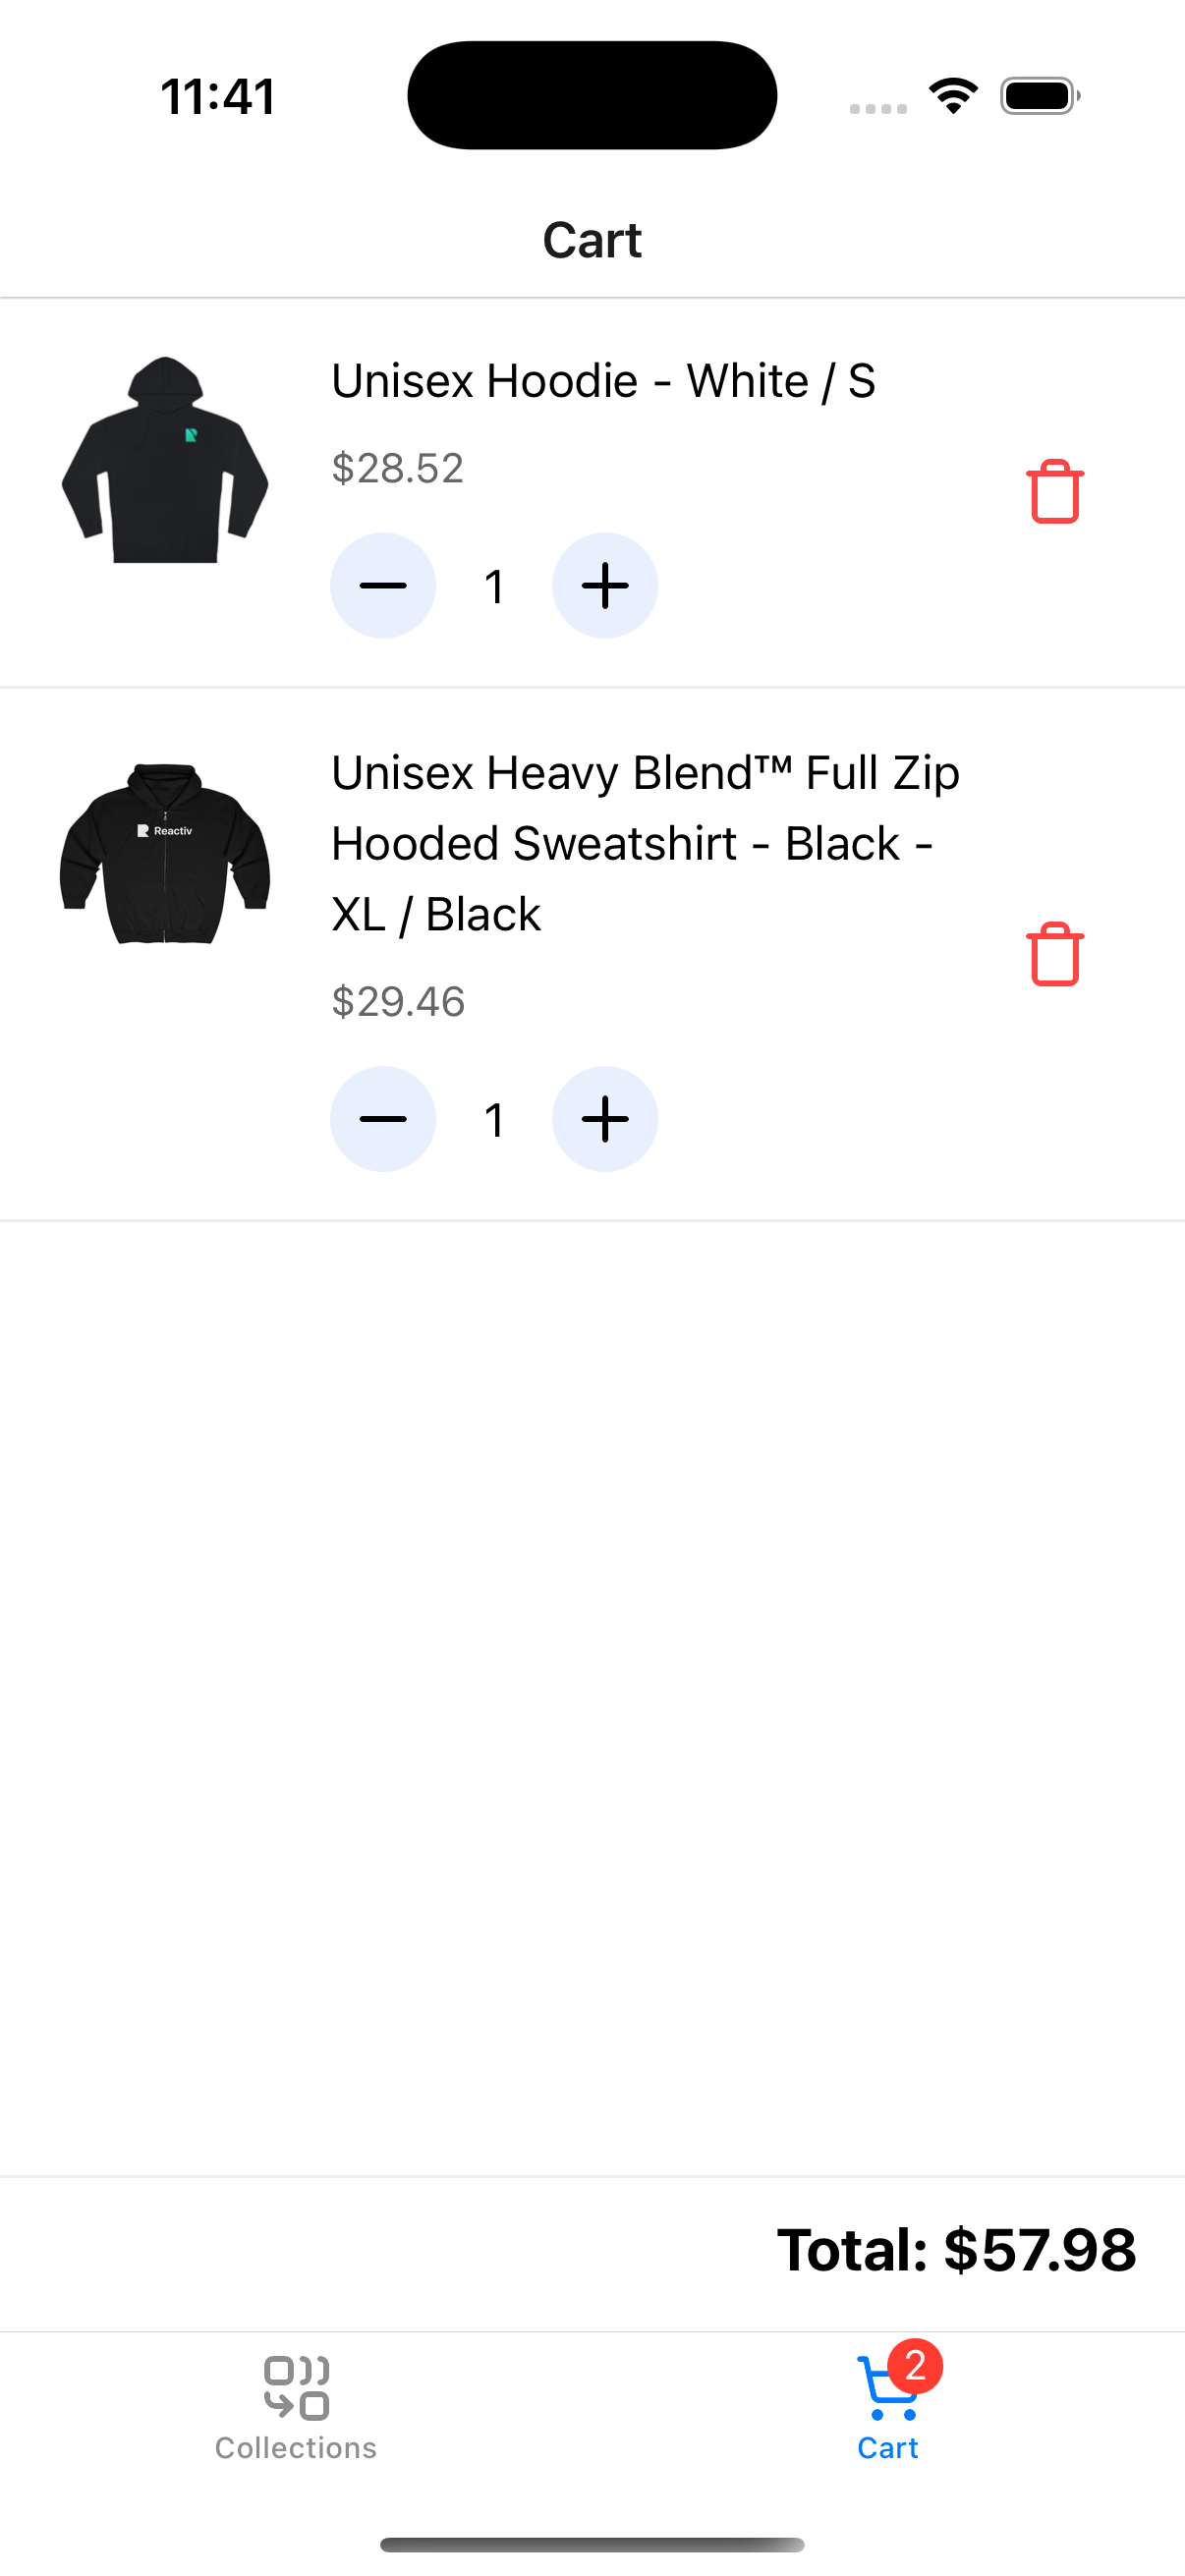 11:41
Cart
Unisex Hoodie - White / S
$28.52
1
Reactiv
Unisex Heavy Blend™ Full Zip
Hooded Sweatshirt - Black -
XL / Black
$29.46
1
Total: $57.98
2
Collections
Cart